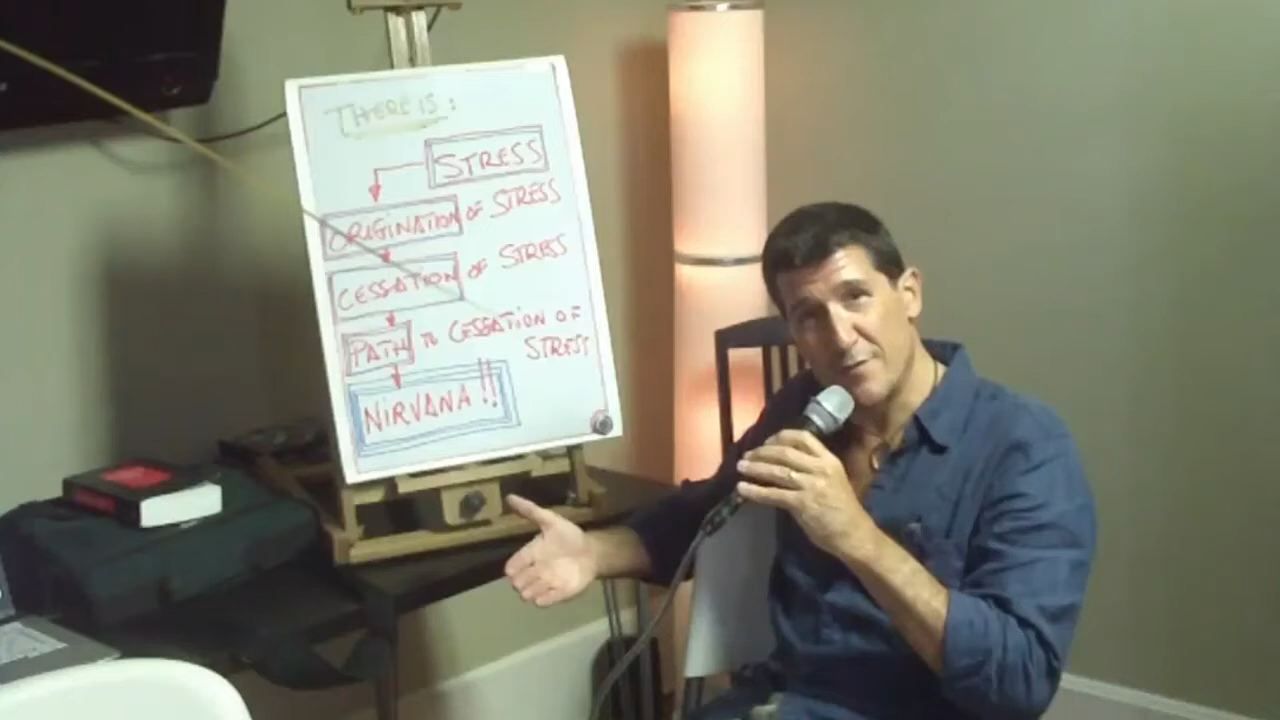 THERE IS:
STRESS
ORIGINATION OF STRESS
CESSATION OF STRESS
PATH TO CESSATION OF
STRESS
NIRVANA!!